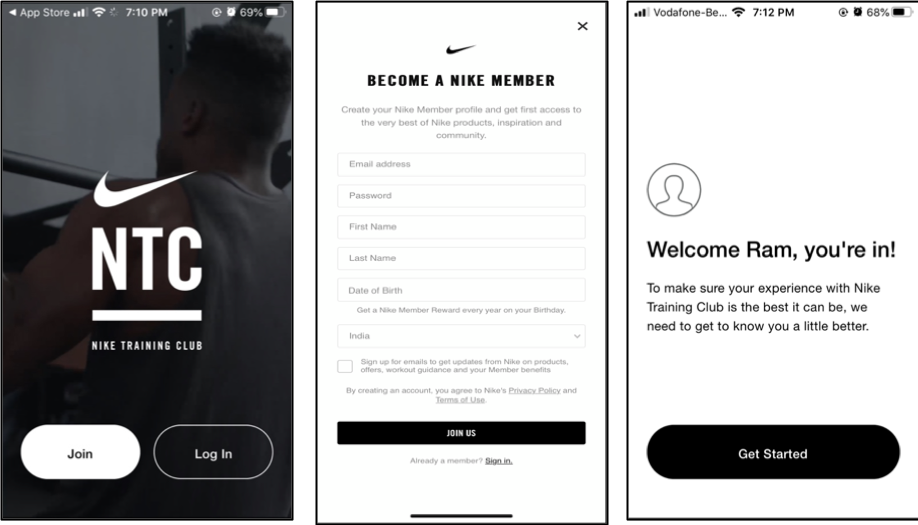 App Store
7:10 PM
69%
NTC
NIKE TRAINING CLUB
Join
Log In
BECOME A NIKE MEMBER
Create your Nike Member profile and get first access to
the very best of Nike products, inspiration and
community.
Email address
Password
First Name
Last Name
Date of Birth
Get a Nike Member Reward every year on your Birthday.
India
Sign up for emails to get updates from Nike on products,
offers, workout guidance and your Member benefits
By creating an account, you agree to Nike's Privacy Policy and
Terms of Use.
JOIN US
Already a member? Sign in.
Vodafone-Be...
7:12 PM
68%
Welcome Ram, you're in!
To make sure your experience with Nike
Training Club is the best it can be, we
need to get to know you a little better.
Get Started